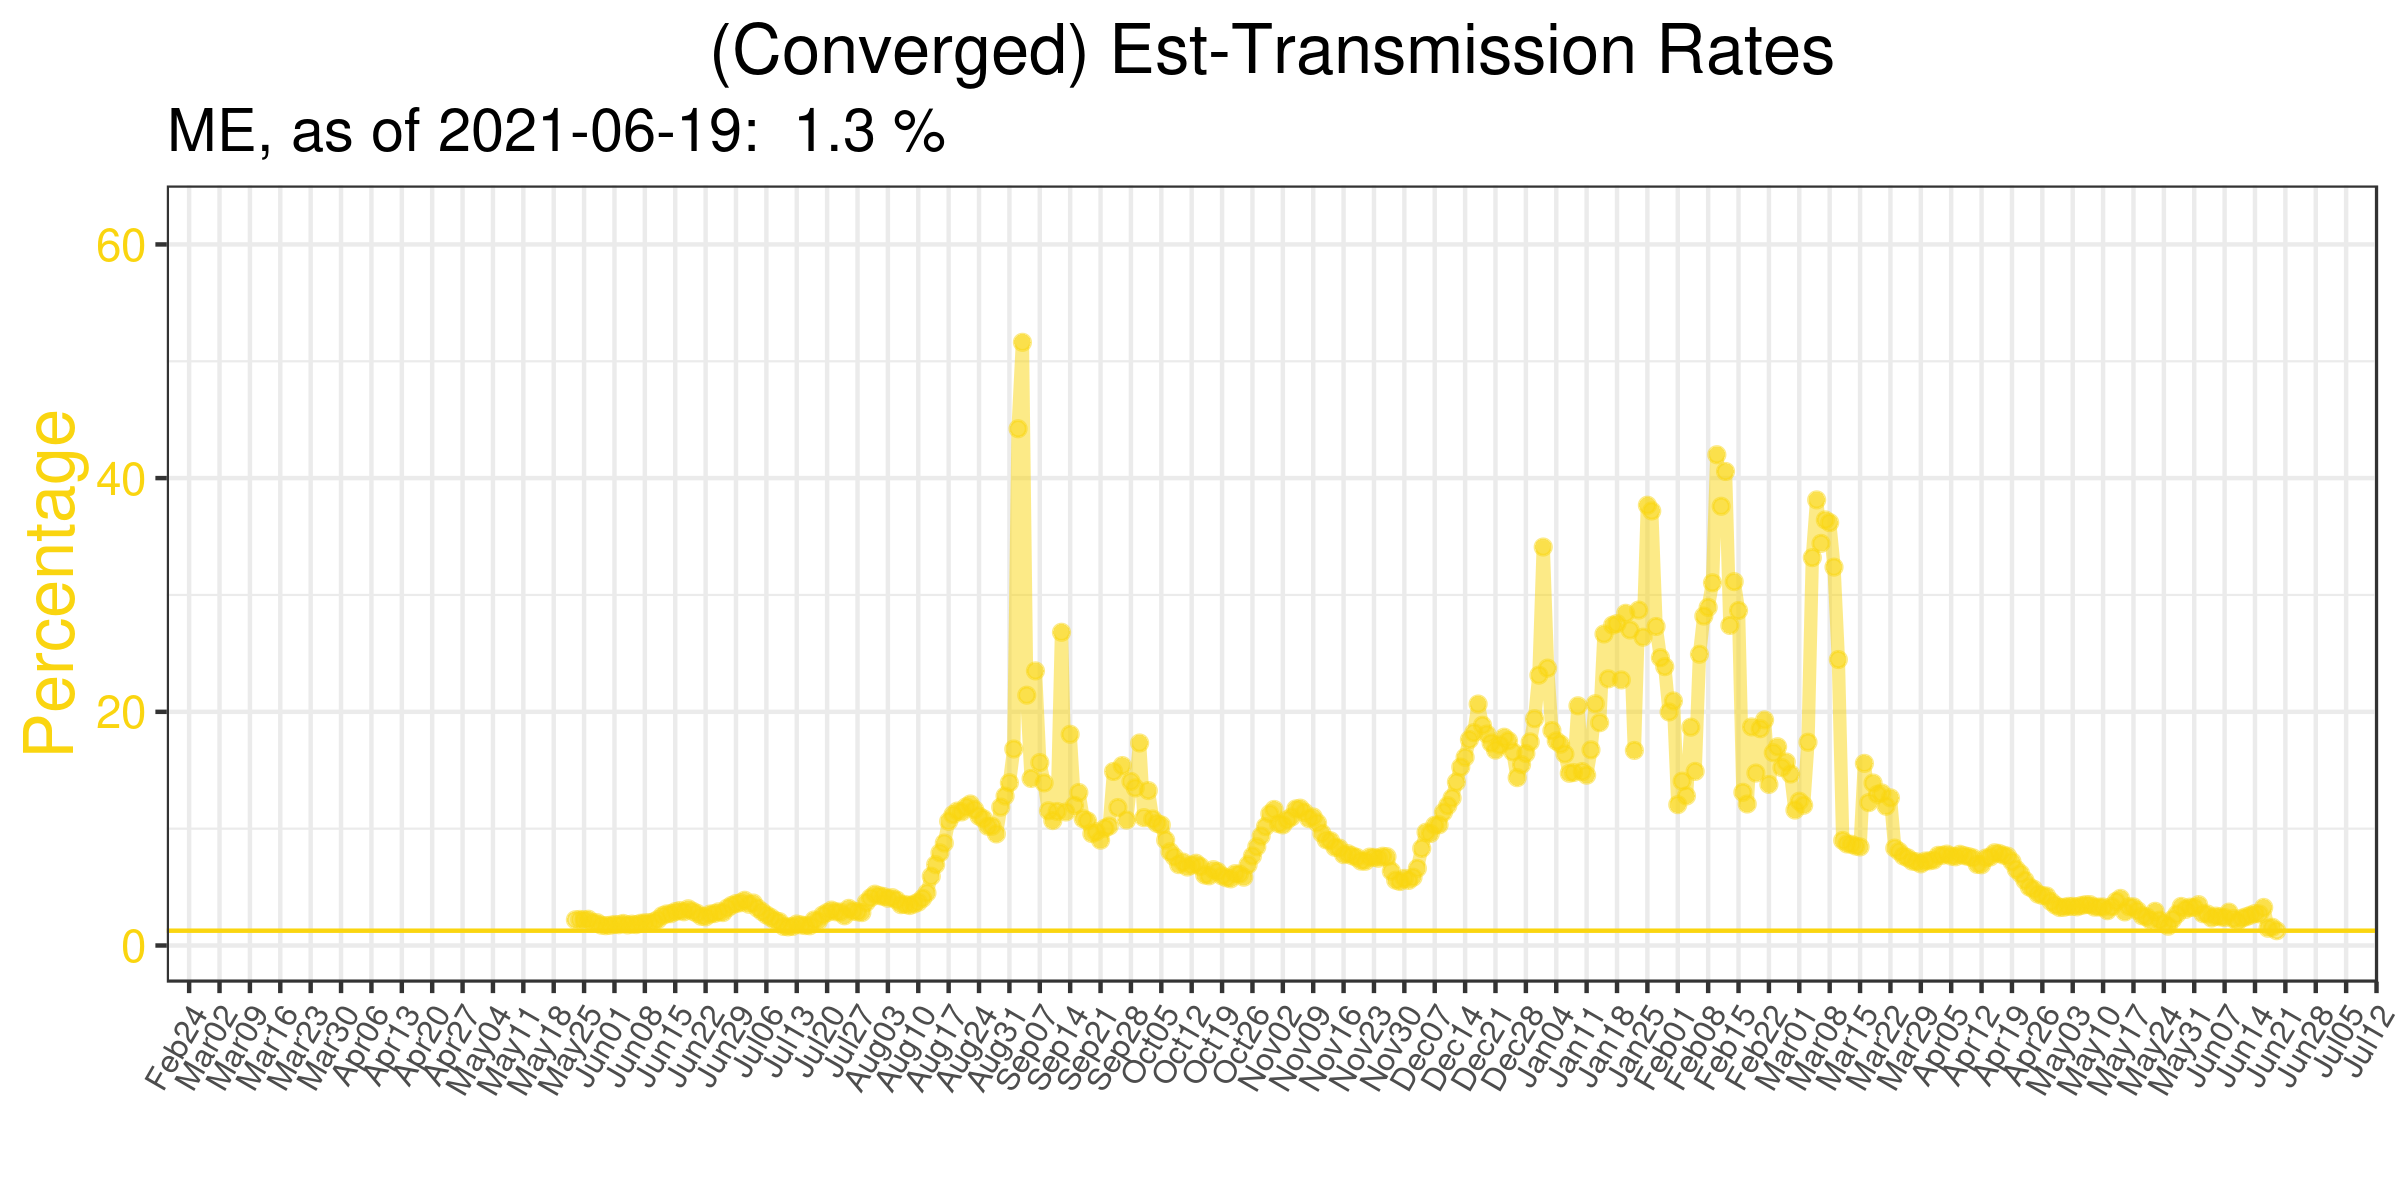 (Converged) Est-Transmission Rates
ME, as of 2021-06-19:  1.3 %
Percentage
60
40
20
0
Feb24
Mar02
Mar09
Mar16
Mar23
Mar30
Apr06
Apr13
Apr20
Apr27
May04
May11
May18
May25
Jun01
Jun08
Jun15
Jun22
Jun29
Jul06
Jul13
Jul20
Jul27
Aug03
Aug10
Aug17
Aug24
Aug31
Sep07
Sep14
Sep21
Sep28
Oct05
Oct12
Oct19
Oct26
Nov02
Nov09
Nov16
Nov23
Nov30
Dec07
Dec14
Dec21
Dec28
Jan04
Jan11
Jan18
Jan25
Feb01
Feb08
Feb15
Feb22
Mar01
Mar08
Mar15
Mar22
Mar29
Apr05
Apr12
Apr19
Apr26
May03
May10
May17
May24
May31
Jun07
Jun14
Jun21
Jun28
Jul05
Jul12